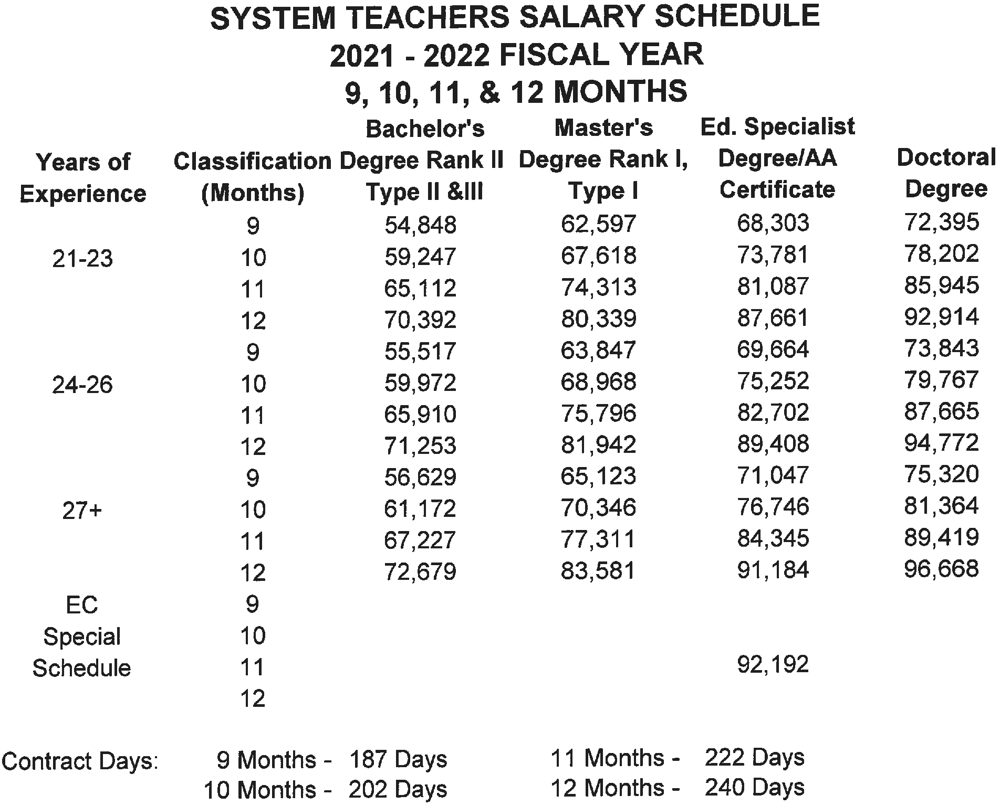 SYSTEM TEACHERS SALARY SCHEDULE
2021 - 2022 FISCAL YEAR
9, 10, 11, & 12 MONTHS
Bachelor's Master's Ed. Specialist
Years of Classification Degree Rank II Degree Rank I, Degree/AA Doctoral
Experience (Months) Type II &III Type I Certificate Degree
9 54,848 62,597 68,303 72,395
21-23 10 59,247 67,618 73,781 78,202
11 65,112 74,313 81,087 85,945
12 70,392 80,339 87,661 92,914
9 55,517 63,847 69,664 73,843
24-26 10 59,972 68,968 75,252 79,767
11 65,910 75,796 82,702 87,665
12 71,253 81,942 89,408 94,772
9 56,629 65,123 71,047 75,320
27+ 10 61,172 70,346 76,746 81,364
11 67,227 77,311 84,345 89,419
12 72,679 83,581 91,184 96,668
EC 9
Special 10
Schedule 11 92,192
12
Contract Days: 9 Months - 187 Days 11 Months - 222 Days
10 Months - 202 Days 12 Months - 240 Days